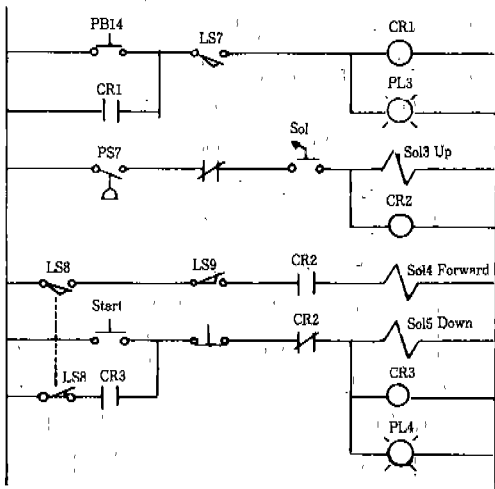 PB14
LS7
CR1
CR1
PL3
PS7
Sol
Sol3 Up
CR2
LS8
LS9
CR2
Sol4 Forward
Start
CR2
Sol5 Down
LS8
CR3
CR3
PL4